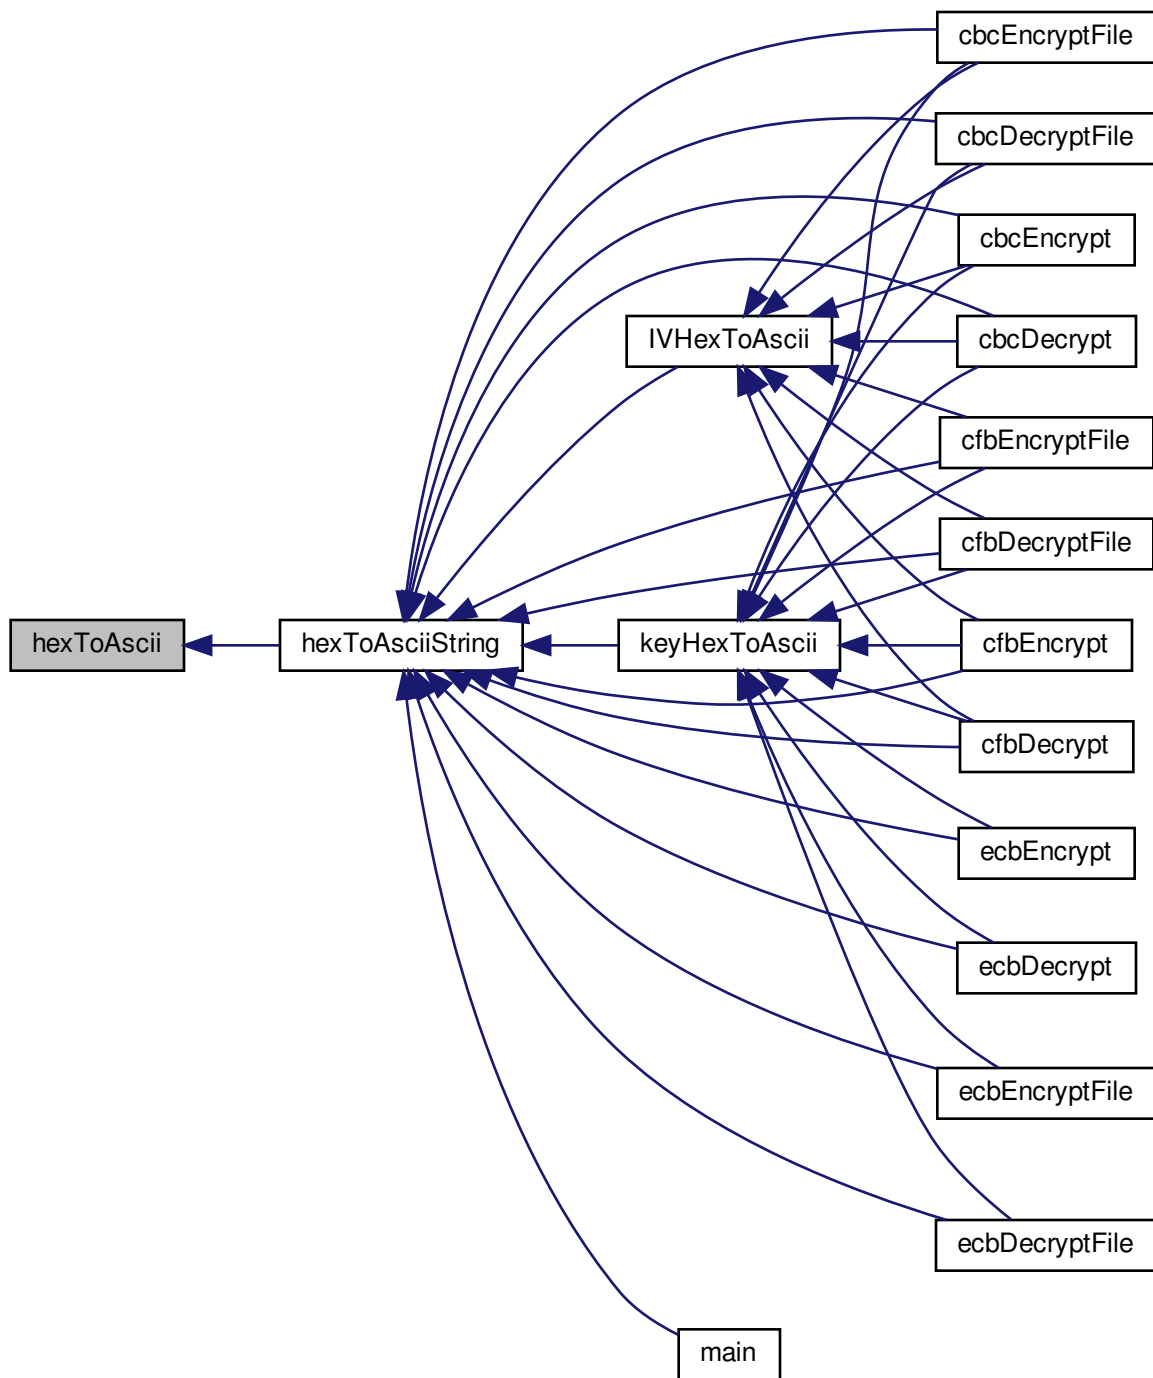 cbcEncryptFile
cbcDecryptFile
cbcEncrypt
IVHexToAscii
cbcDecrypt
cfbEncryptFile
cfbDecryptFile
hexToAscii
hexToAsciiString
keyHexToAscii
cfbEncrypt
cfbDecrypt
ecbEncrypt
ecbDecrypt
ecbEncryptFile
ecbDecryptFile
main